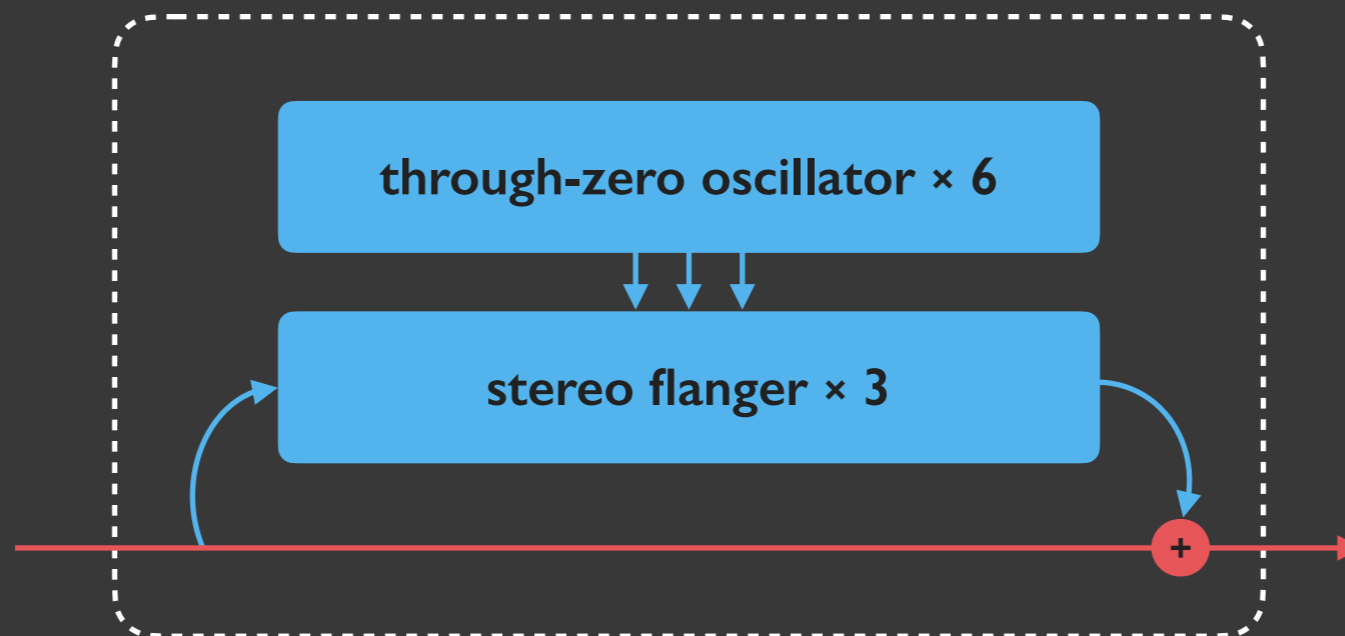 through-zero oscillator × 6
stereo flanger × 3
+